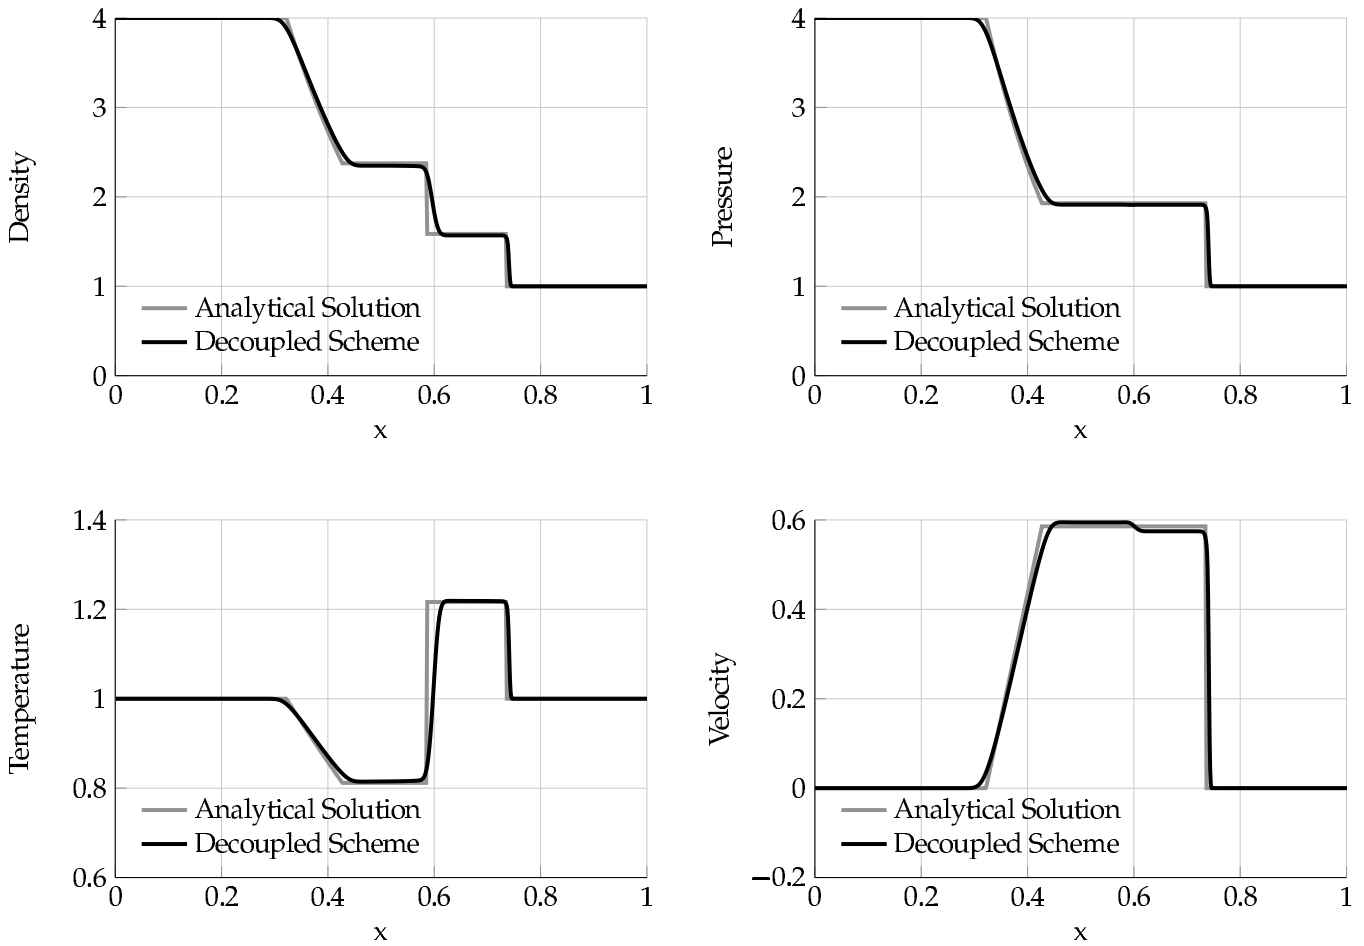 Density
4
3
2
1
0
Analytical Solution
Decoupled Scheme
0 0.2 0.4 0.6 0.8 1
x
Pressure
4
3
2
1
0
Analytical Solution
Decoupled Scheme
0 0.2 0.4 0.6 0.8 1
x
Temperature
1.4
1.2
1
0.8
0.6
Analytical Solution
Decoupled Scheme
0 0.2 0.4 0.6 0.8 1
x
Velocity
0.6
0.4
0.2
0
−0.2
Analytical Solution
Decoupled Scheme
0 0.2 0.4 0.6 0.8 1
x